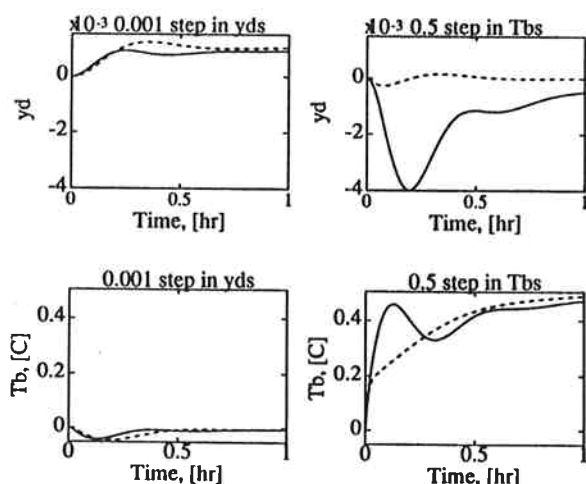 x10-3 0.001 step in yds
0
-2
-4
yd
0
0.5
1
Time, [hr]
x10-3 0.5 step in Tbs
0
-2
-4
0
0.5
1
Time, [hr]
0.001 step in yds
0.4
0.2
0
Tb, [C]
0
0.5
1
Time, [hr]
0.5 step in Tbs
0.4
0.2
0
Tb, [C]
0
0.5
1
Time, [hr]